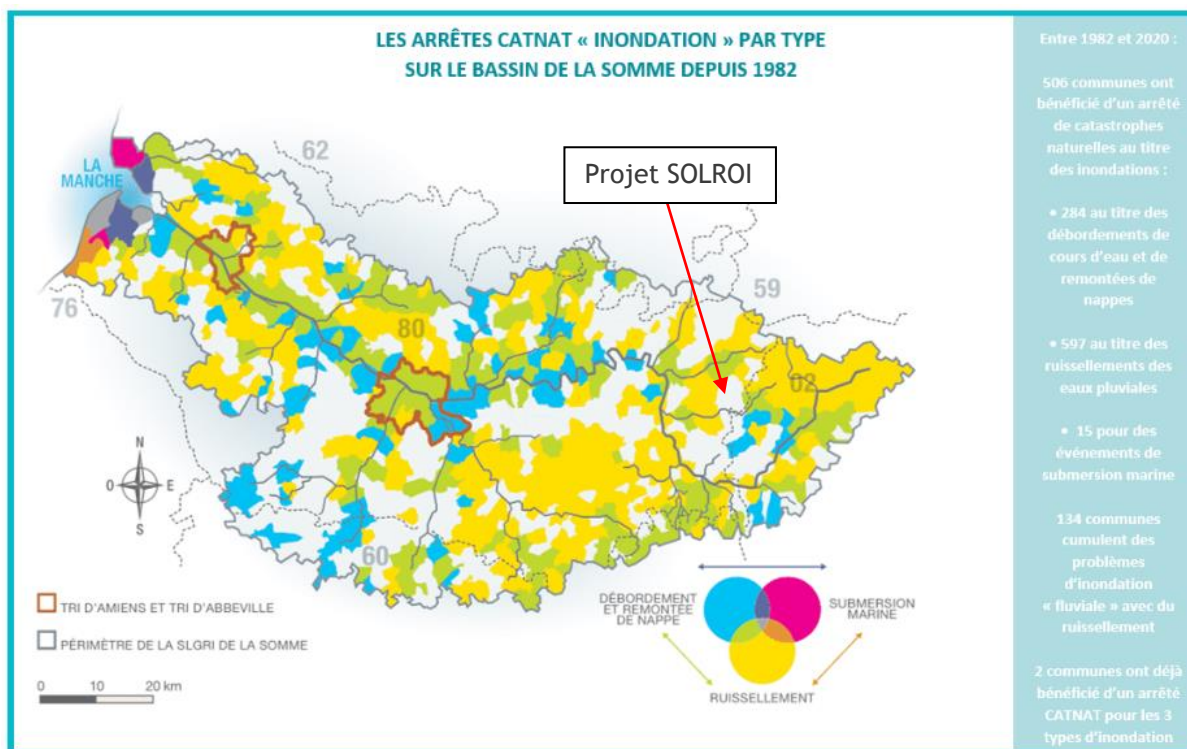 LES ARRÊTES CATNAT « INONDATION » PAR TYPE
SUR LE BASSIN DE LA SOMME DEPUIS 1982
62
LA
MANCHE
Projet SOLROI
59
76
80
02
N
O
E
S
60
TRI D'AMIENS ET TRI D'ABBEVILLE
PÉRIMÈTRE DE LA SLGRI DE LA SOMME
0 10 20 km
DÉBORDEMENT
ET REMONTÉE
DE NAPPE
SUBMERSION
MARINE
RUISSELLEMENT
Entre 1982 et 2020 :
506 communes ont
bénéficié d'un arrêté
de catastrophes
naturelles au titre
des inondations :
• 284 au titre des
débordements de
cours d'eau et de
remontées de
nappes
• 597 au titre des
ruissellements des
eaux pluviales
• 15 pour des
événements de
submersion marine
134 communes
cumulent des
problèmes
d'inondation
« fluviale » avec du
ruissellement
2 communes ont déjà
bénéficié d'un arrêté
CATNAT pour les 3
types d'inondation